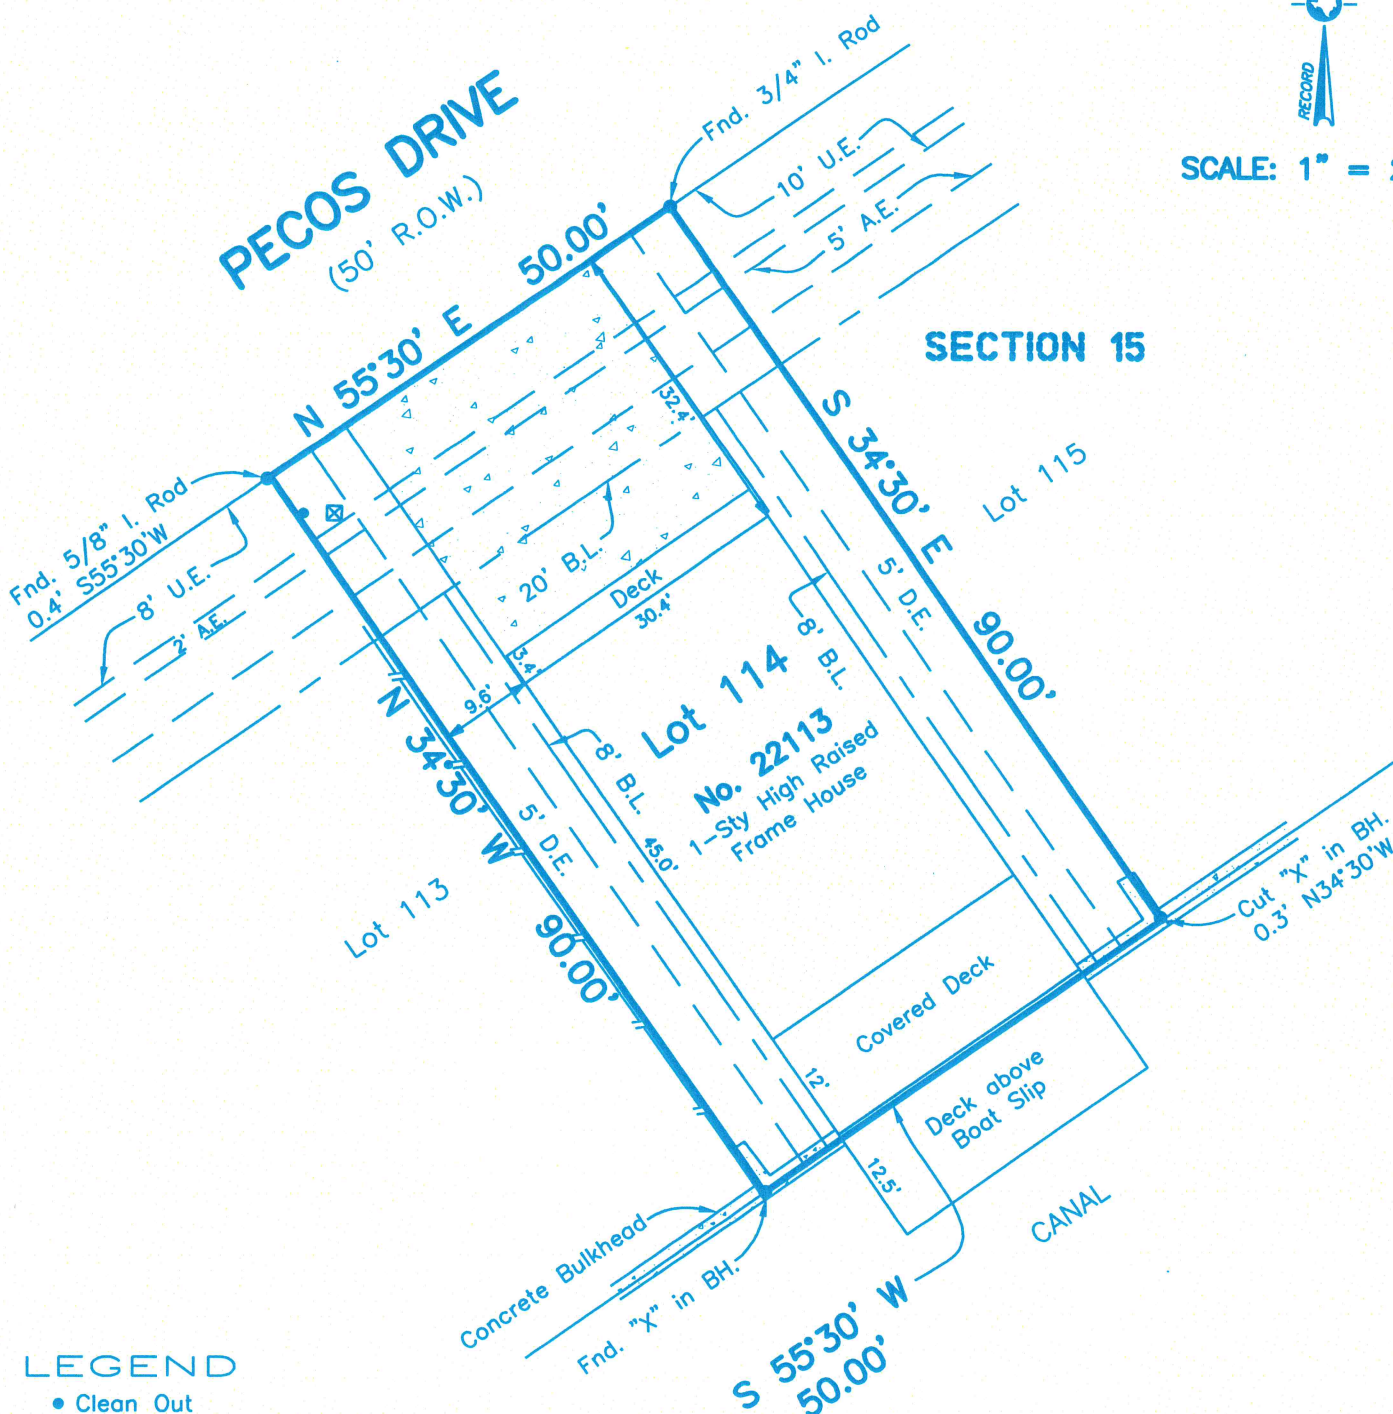 RECORD
SCALE: 1" =
PECOS DRIVE
(50' R.O.W.)
Fnd. 3/4" I. Rod
10' U.E.
5' A.E.
N 55°30' E 50.00'
SECTION 15
32.4'
S 34°30' E 90.00'
Lot 115
Fnd. 5/8" I. Rod
0.4' S55°30'W
8' U.E.
2' A.E.
20' B.L.
Deck
30.4'
3.4'
9.6'
5' D.E.
8' B.L.
Lot 114
No. 22113
1-Sty High Raised
Frame House
8' B.L.
45.0'
5' D.E.
N 34°30' W 90.00'
Lot 113
Cut "X" in BH.
0.3' N34°30'W
Covered Deck
12'
Deck above
Boat Slip
12.5'
CANAL
Concrete Bulkhead
Fnd. "X" in BH.
S 55°30' W
50.00'
LEGEND
• Clean Out